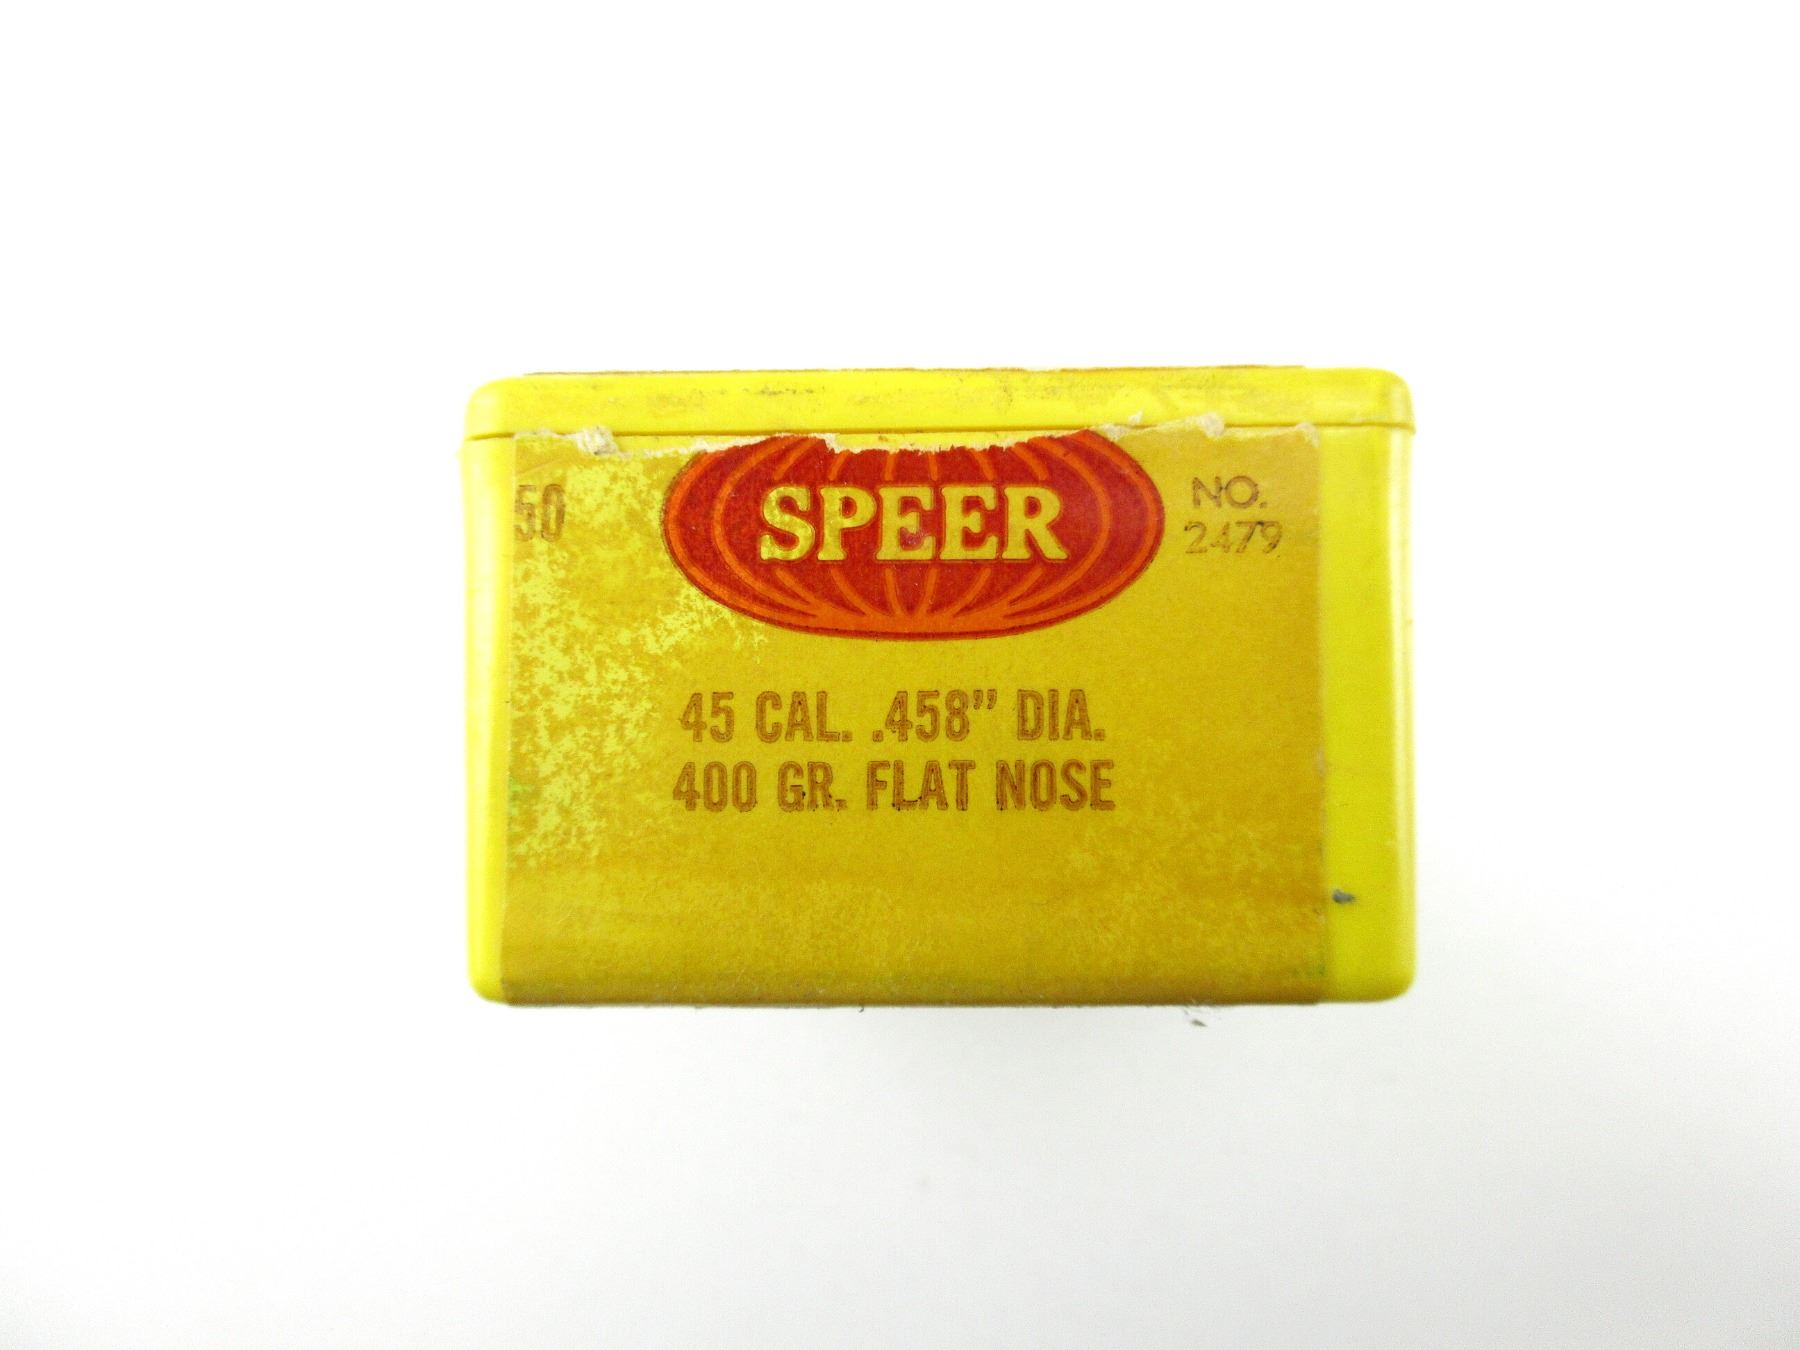 50
SPEER
NO.
2479
45 CAL. .458” DIA.
400 GR. FLAT NOSE